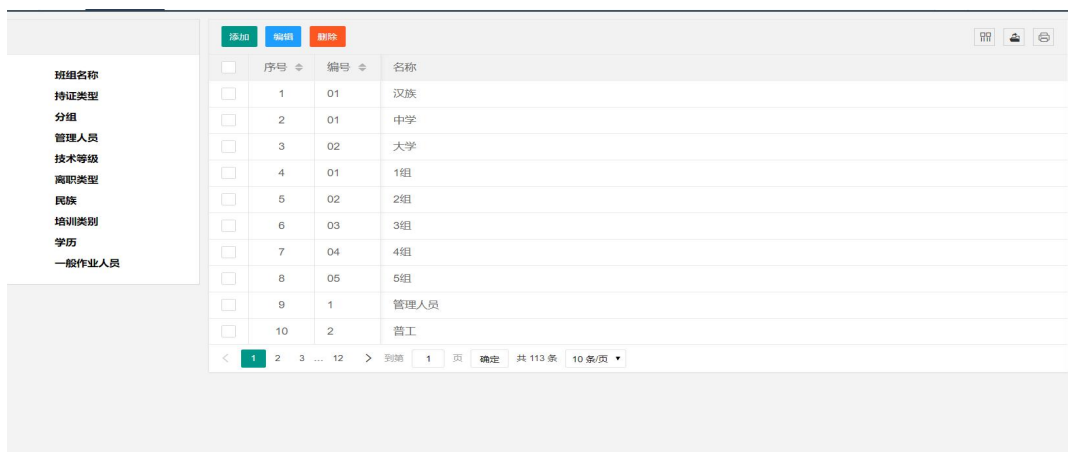 添加 编辑 删除
班组名称
持证类型
分组
管理人员
技术等级
离职类型
民族
培训类别
学历
一般作业人员
序号 编号 名称
1 01 汉族
2 01 中学
3 02 大学
4 01 1组
5 02 2组
6 03 3组
7 04 4组
8 05 5组
9 1 管理人员
10 2 普工
< 1 2 3 … 12 > 到第 1 页 确定 共 113 条 10 条/页